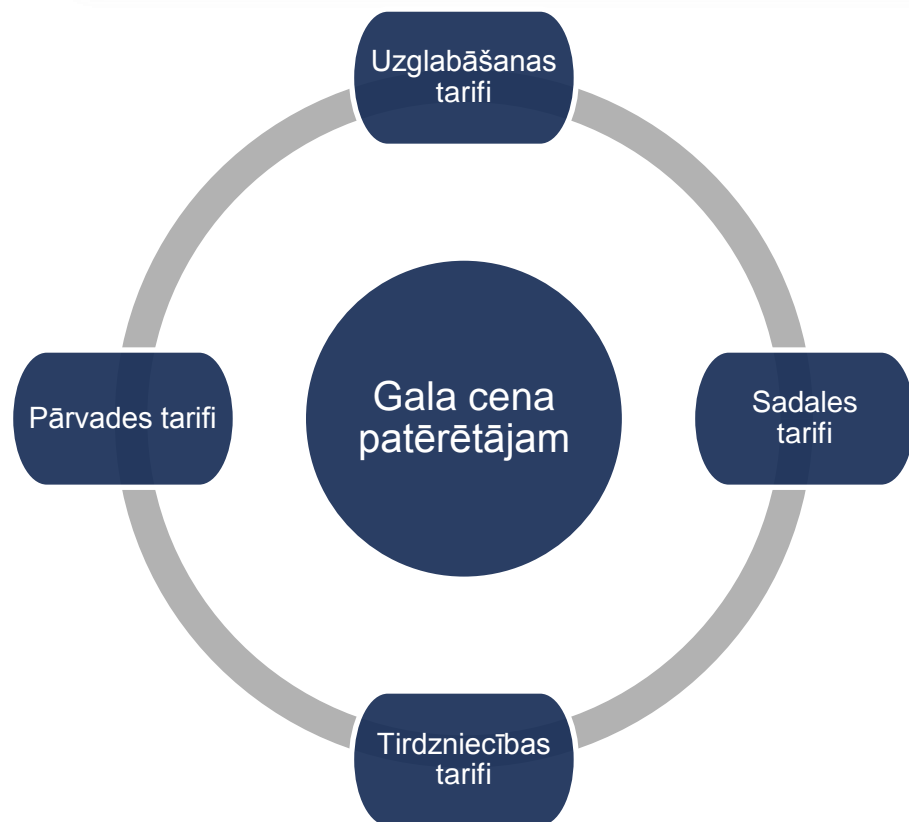 Uzglabāšanas
tarifi
Pārvades tarifi
Gala cena
patērētājam
Sadales
tarifi
Tirdzniecības
tarifi